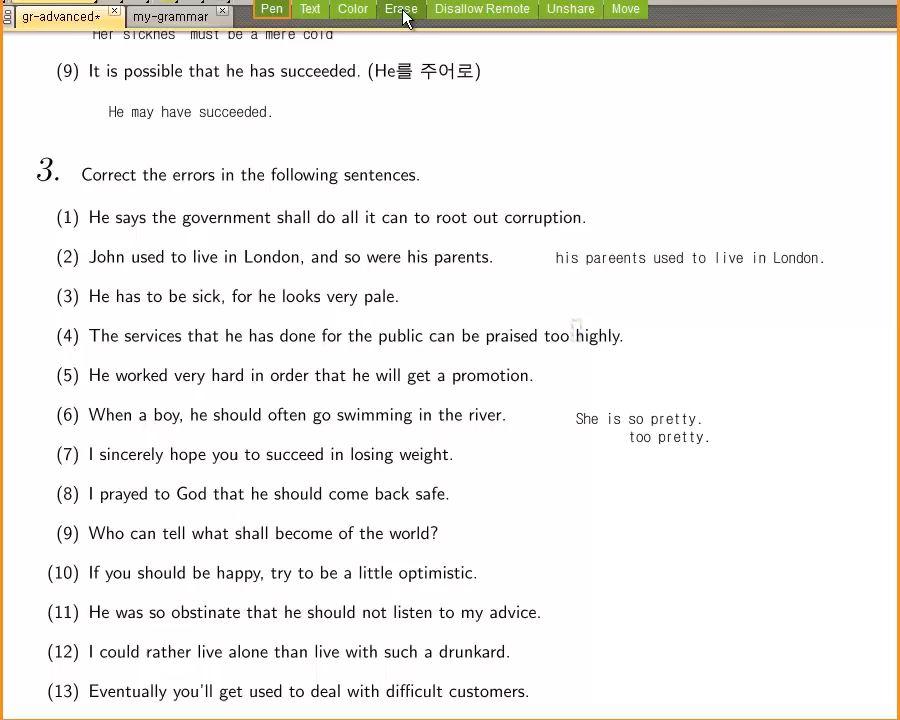 Pen Text Color Erase Disallow Remote Unshare Move
gr-advanced* my-grammar
Her sicknes must be a mere cold
(9) It is possible that he has succeeded. (He를 주어로)
He may have succeeded.
3. Correct the errors in the following sentences.
(1) He says the government shall do all it can to root out corruption.
(2) John used to live in London, and so were his parents. his pareents used to live in London.
(3) He has to be sick, for he looks very pale.
(4) The services that he has done for the public can be praised too highly.
(5) He worked very hard in order that he will get a promotion.
(6) When a boy, he should often go swimming in the river. She is so pretty.
too pretty.
(7) I sincerely hope you to succeed in losing weight.
(8) I prayed to God that he should come back safe.
(9) Who can tell what shall become of the world?
(10) If you should be happy, try to be a little optimistic.
(11) He was so obstinate that he should not listen to my advice.
(12) I could rather live alone than live with such a drunkard.
(13) Eventually you'll get used to deal with difficult customers.